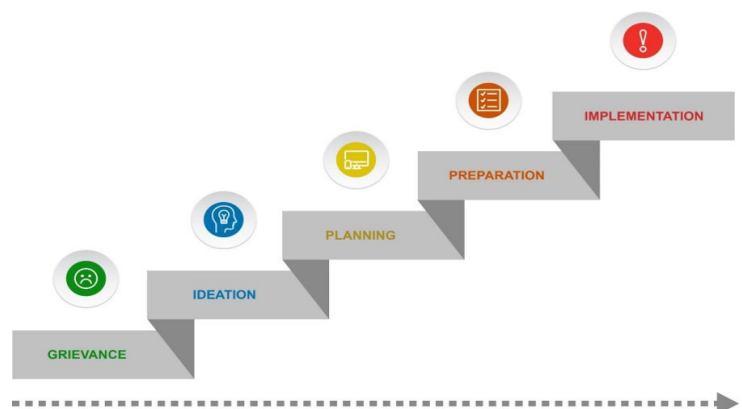 IMPLEMENTATION
PREPARATION
PLANNING
IDEATION
GRIEVANCE